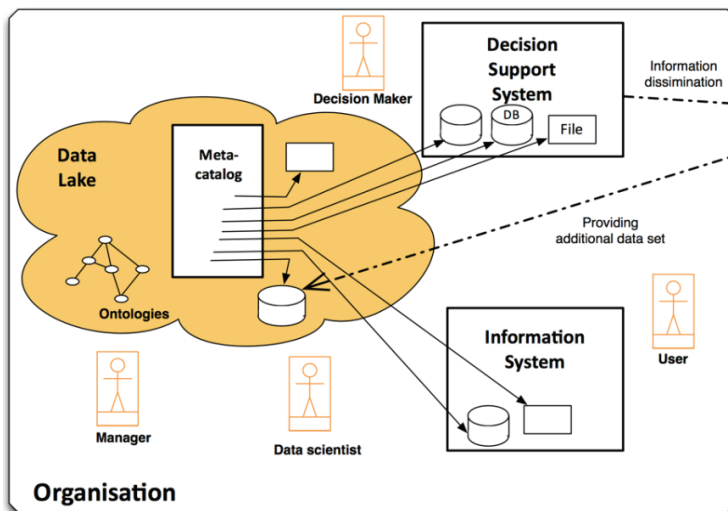 Decision
Support
System
DB
File
Information
dissimination
Decision Maker
Data
Lake
Meta-
catalog
Providing
additional data set
Ontologies
Information
System
User
Manager
Data scientist
Organisation